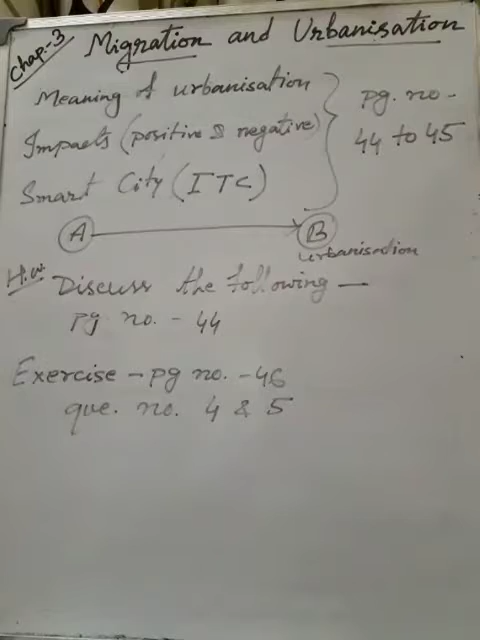 Chap:-3 Migration and Urbanisation
Meaning of urbanisation
Impacts (positive & negative)
Smart City (ITC)
pg. no -
44 to 45
A B
urbanisation
H.w Discuss the following —
pg no. - 44
Exercise - pg no. - 46
que. no. 4 & 5